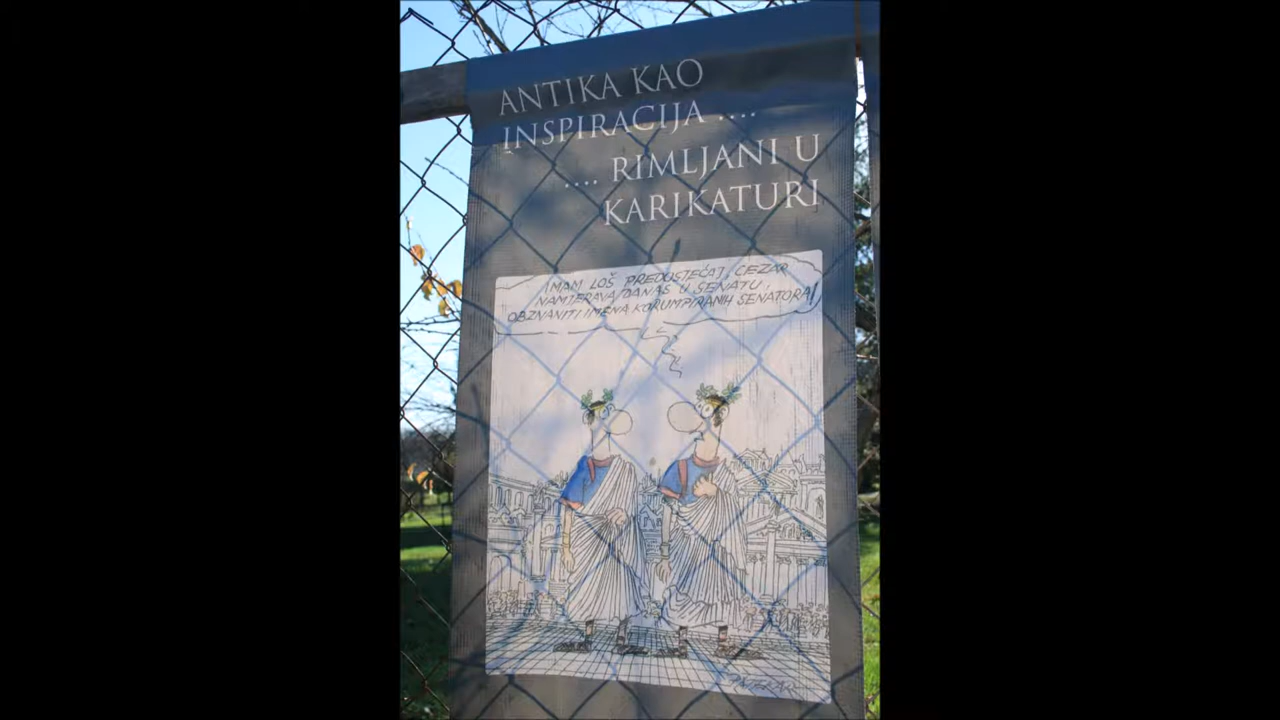 ANTIKA KAO
INSPIRACIJA ....
.... RIMLJANI U
KARIKATURI
IMAM LOŠ PREDOSJEĆAJ, CEZAR
NAMJERAVA DANAS U SENATU,
OBZNANITI IMENA KORUMPIRANIH SENATORA!